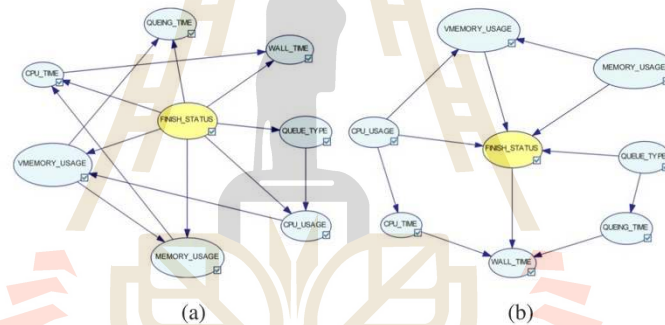 QUEING_TIME
WALL_TIME
CPU_TIME
FINISH_STATUS
QUEUE_TYPE
VMEMORY_USAGE
CPU_USAGE
MEMORY_USAGE
(a)
VMEMORY_USAGE
MEMORY_USAGE
CPU_USAGE
FINISH_STATUS
QUEUE_TYPE
CPU_TIME
QUEING_TIME
WALL_TIME
(b)